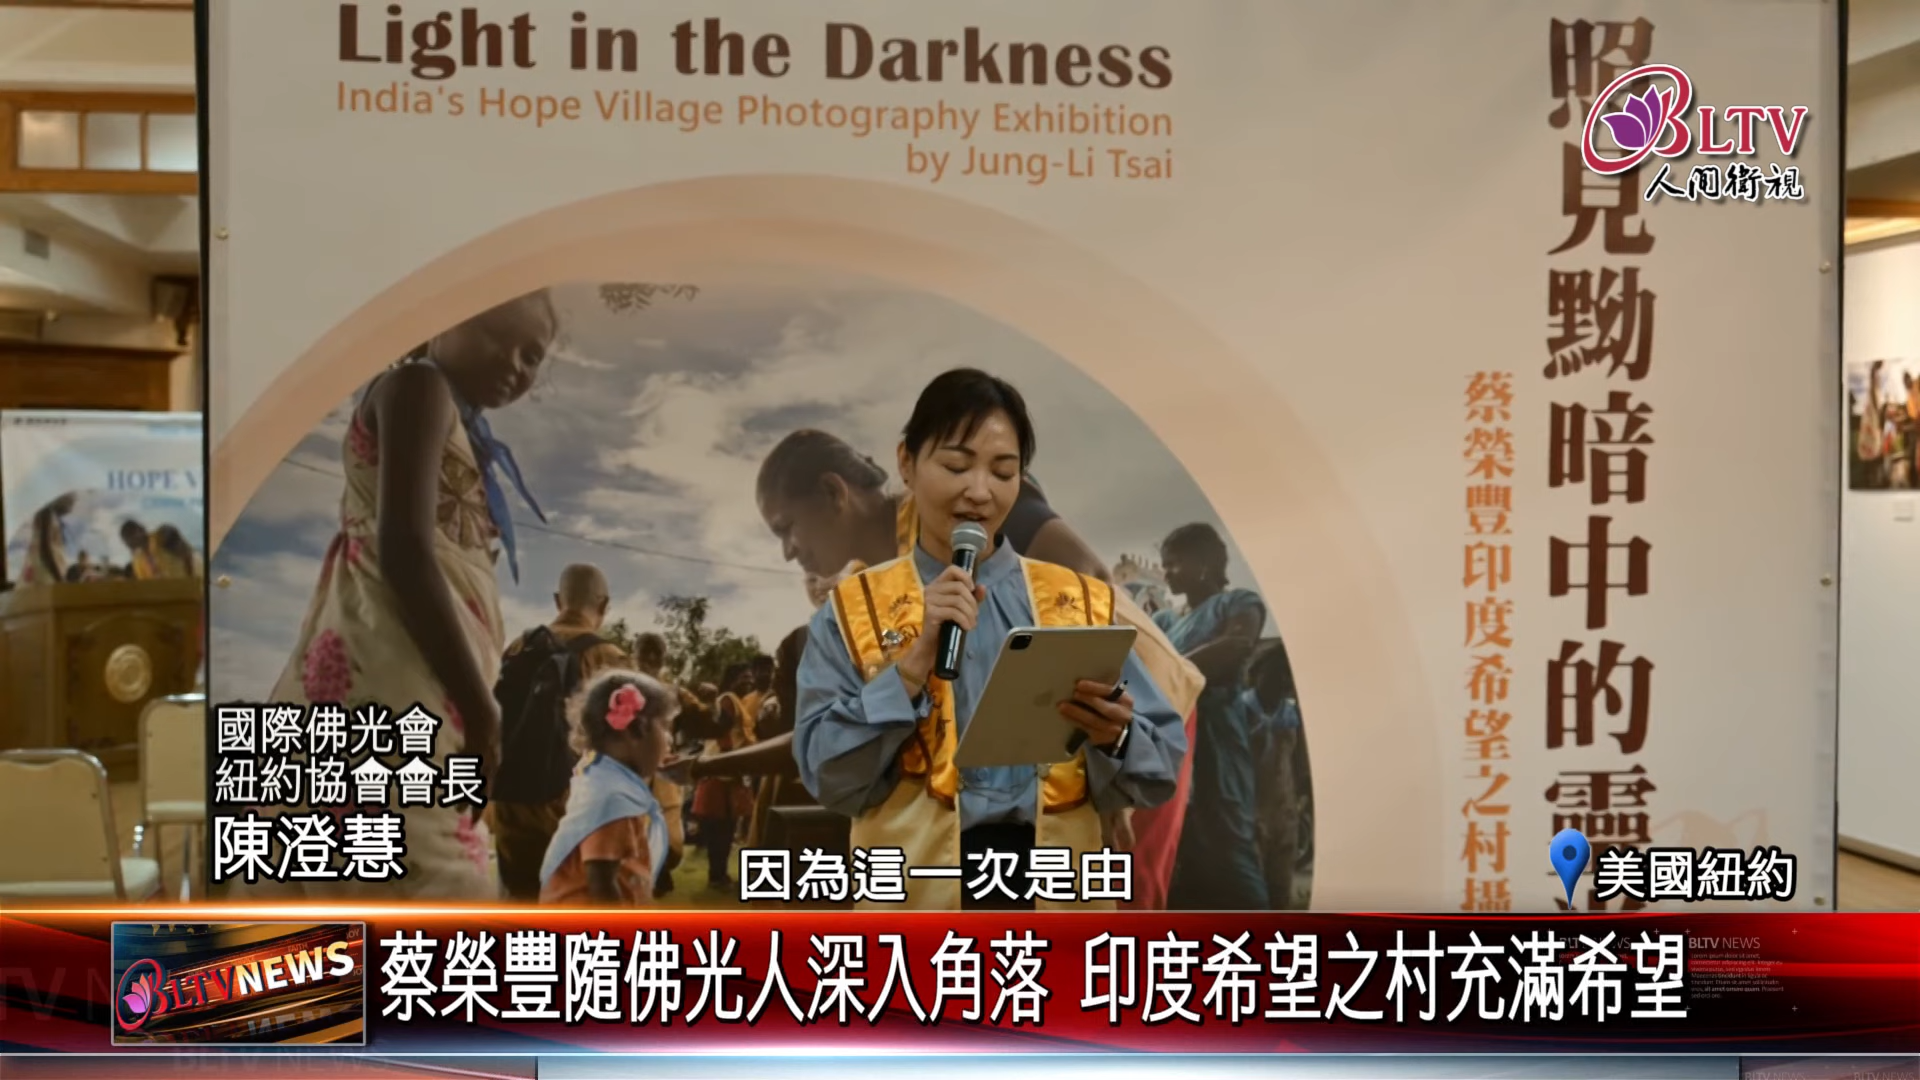 Light in the Darkness
India's Hope Village Photography Exhibition
by Jung-Li Tsai
照見黝暗中的靈
蔡榮豐印度希望之村攝
BLTV
人間衛視
HOPE V
國際佛光會
紐約協會會長
陳澄慧
因為這一次是由
美國紐約
BLTVNEWS
蔡榮豐隨佛光人深入角落 印度希望之村充滿希望
BLTV NEWS